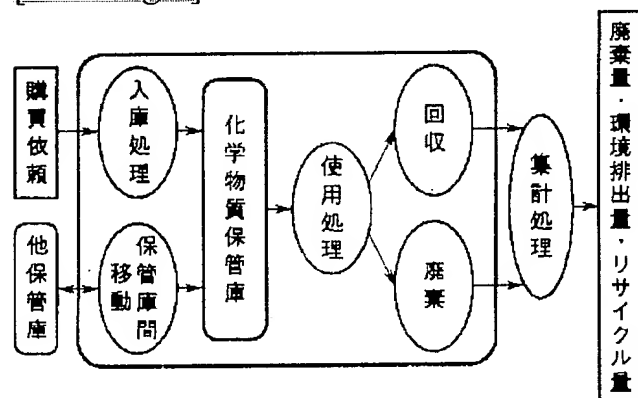 購買依頼
入庫処理
他保管庫
保管庫間
移動
化学物質保管庫
使用処理
回収
廃棄
集計処理
廃棄量・環境排出量・リサイクル量